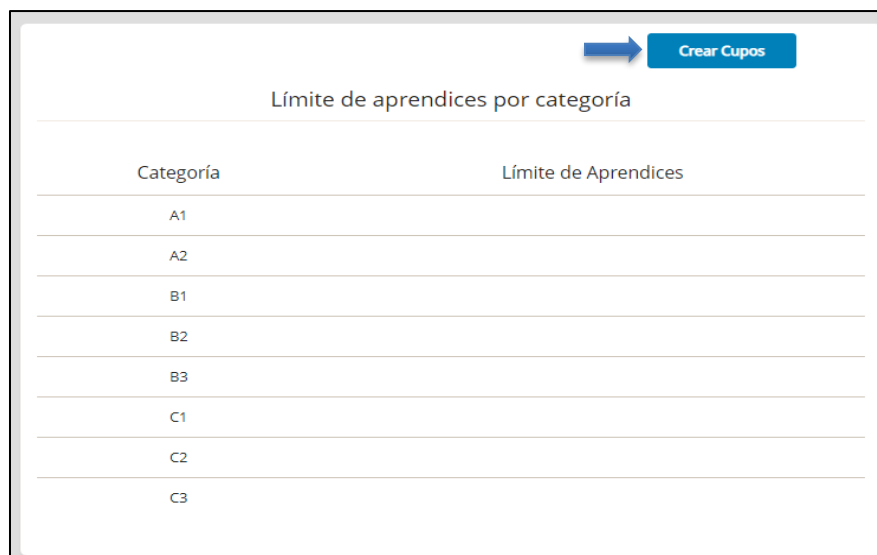 Crear Cupos
Límite de aprendices por categoría
Categoría Límite de Aprendices
A1
A2
B1
B2
B3
C1
C2
C3